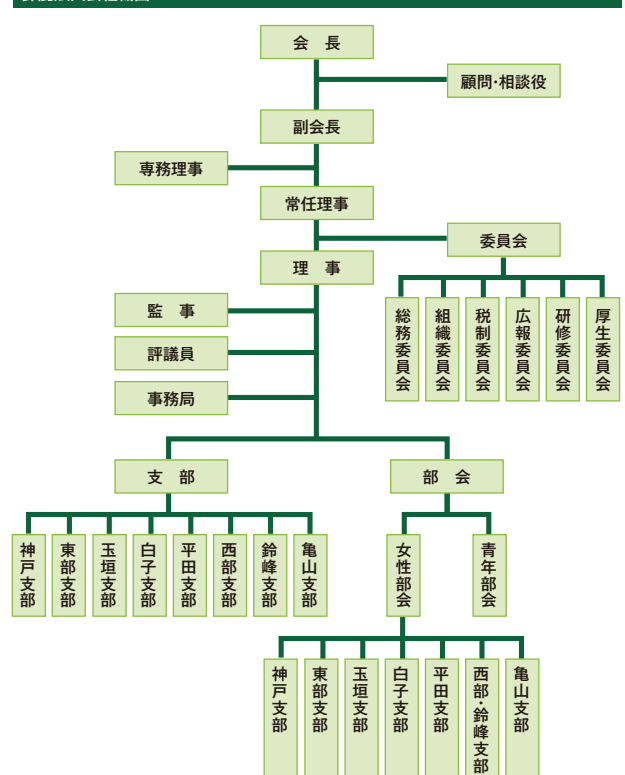 会　長
顧問・相談役
副会長
専務理事
常任理事
委員会
理　事
監　事
評議員
事務局
総務委員会
組織委員会
税制委員会
広報委員会
研修委員会
厚生委員会
支　部
部　会
神戸支部
東部支部
玉垣支部
白子支部
平田支部
西部支部
鈴峰支部
亀山支部
女性部会
青年部会
神戸支部
東部支部
玉垣支部
白子支部
平田支部
西部・鈴峰支部
亀山支部